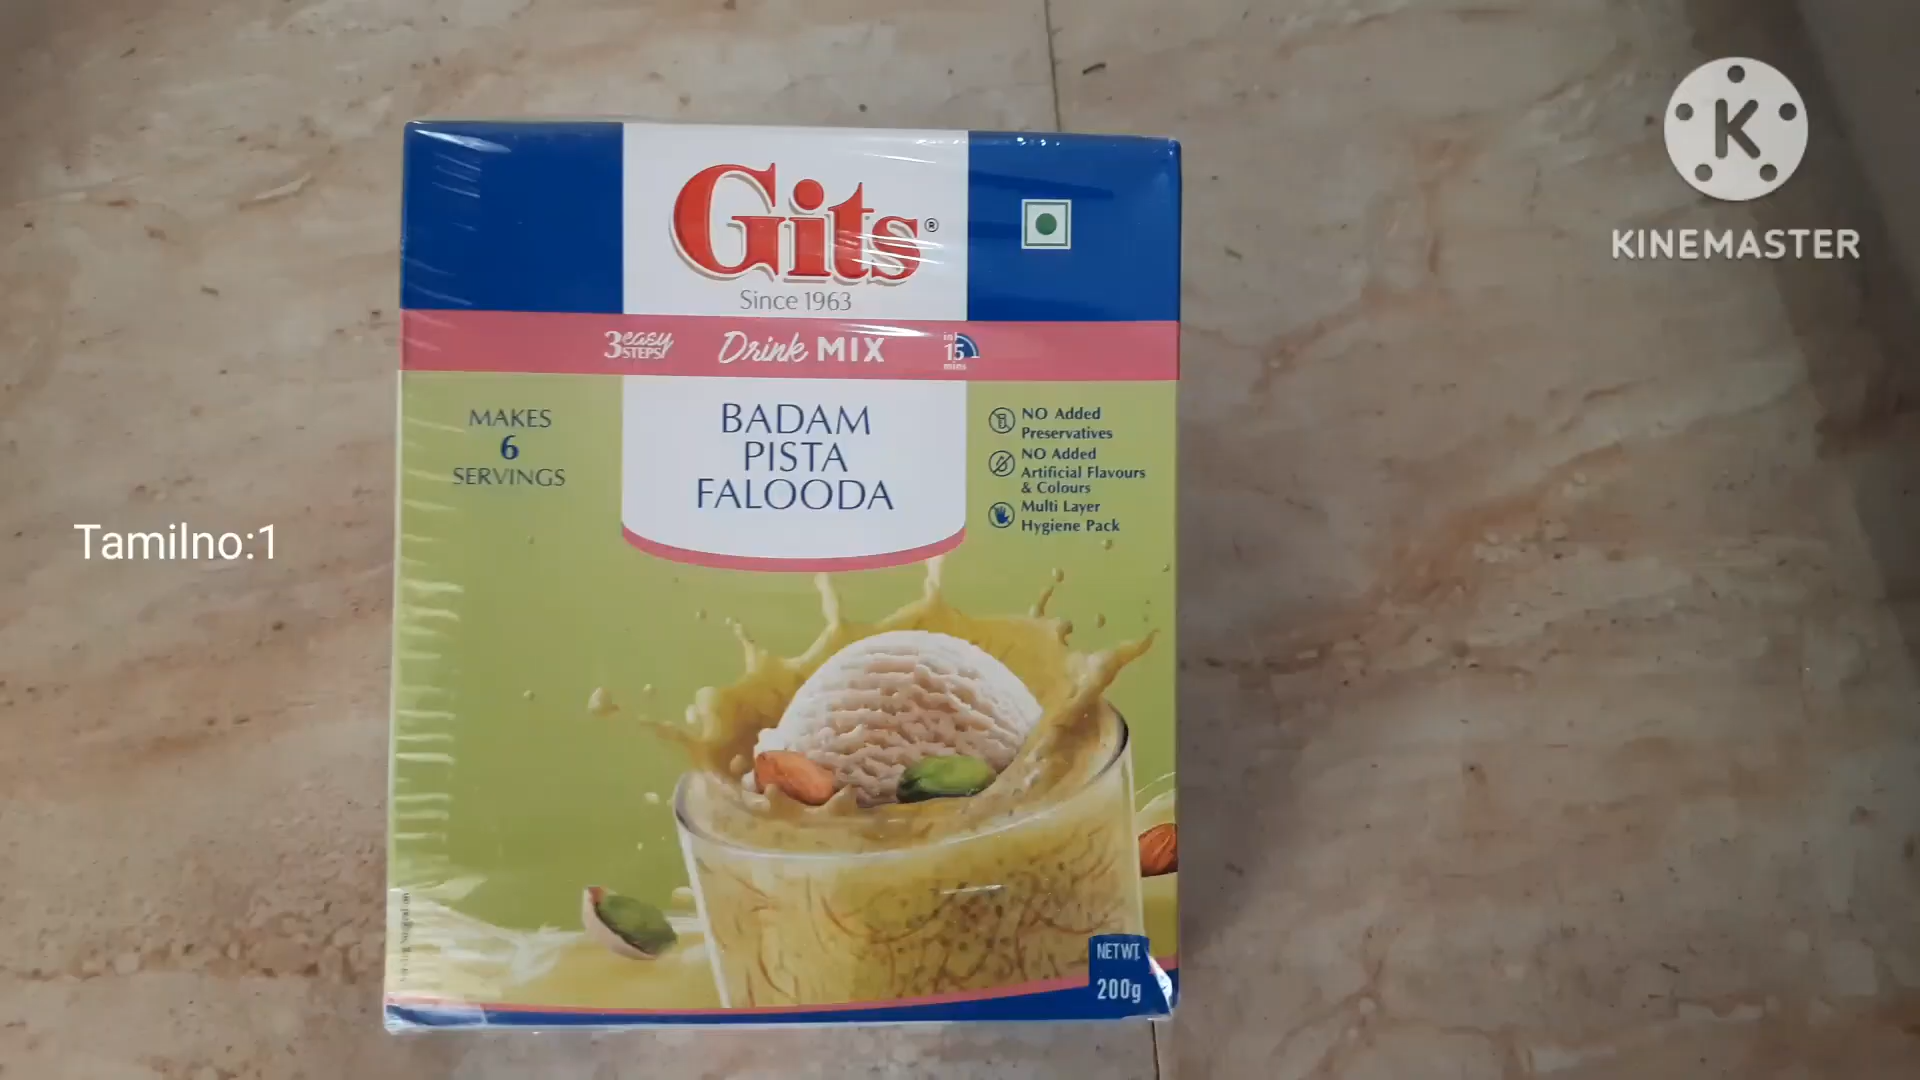 Gits®
Since 1963
3 easy STEPS!
Drink MIX
in 15 mins
MAKES
6
SERVINGS
BADAM
PISTA
FALOODA
NO Added
Preservatives
NO Added
Artificial Flavours
& Colours
Multi Layer
Hygiene Pack
NET WT.
200g
Tamilno:1
K
KINEMASTER